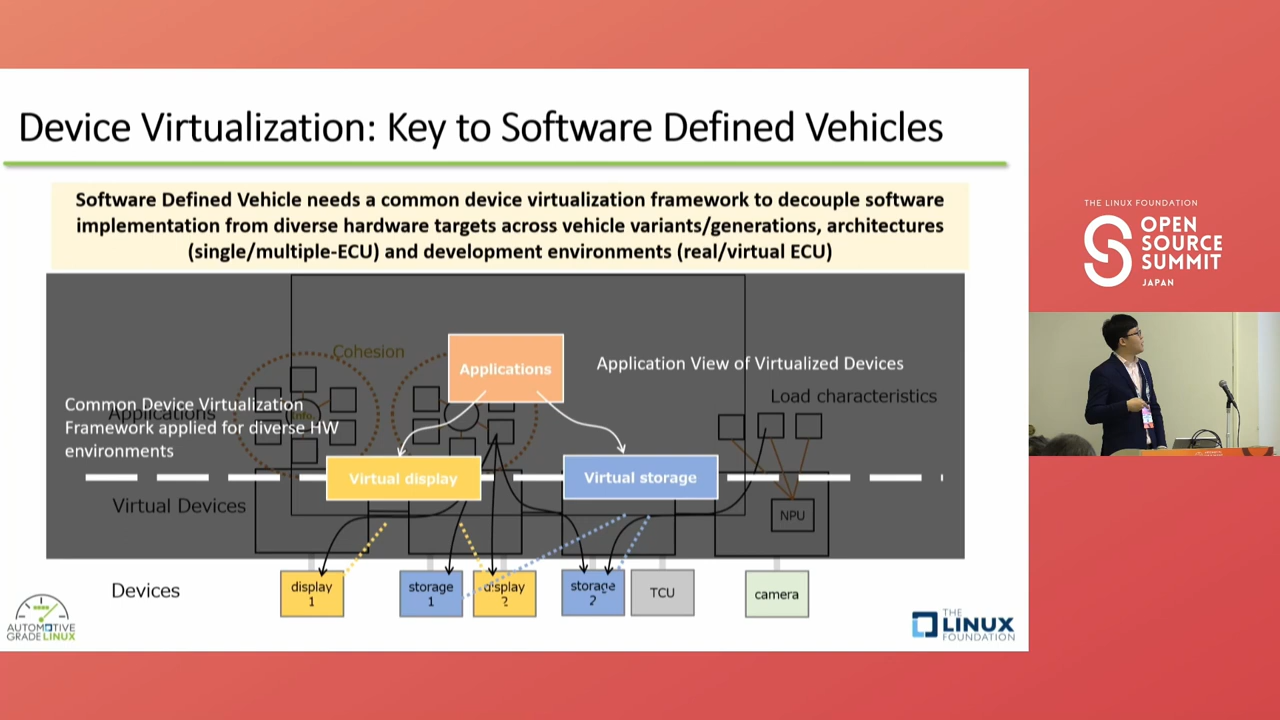 Device Virtualization: Key to Software Defined Vehicles
Software Defined Vehicle needs a common device virtualization framework to decouple software
implementation from diverse hardware targets across vehicle variants/generations, architectures
(single/multiple-ECU) and development environments (real/virtual ECU)
THE LINUX FOUNDATION
OPEN
SOURCE
SUMMIT
JAPAN
Cohesion
Applications
Application View of Virtualized Devices
Load characteristics
Common Device Virtualization
Framework applied for diverse HW
environments
Applications
Info.
Virtual display
Virtual storage
Virtual Devices
NPU
Devices
display
1
storage
1
display
2
storage
2
TCU
camera
AUTOMOTIVE
GRADE LINUX
THE
LINUX
FOUNDATION